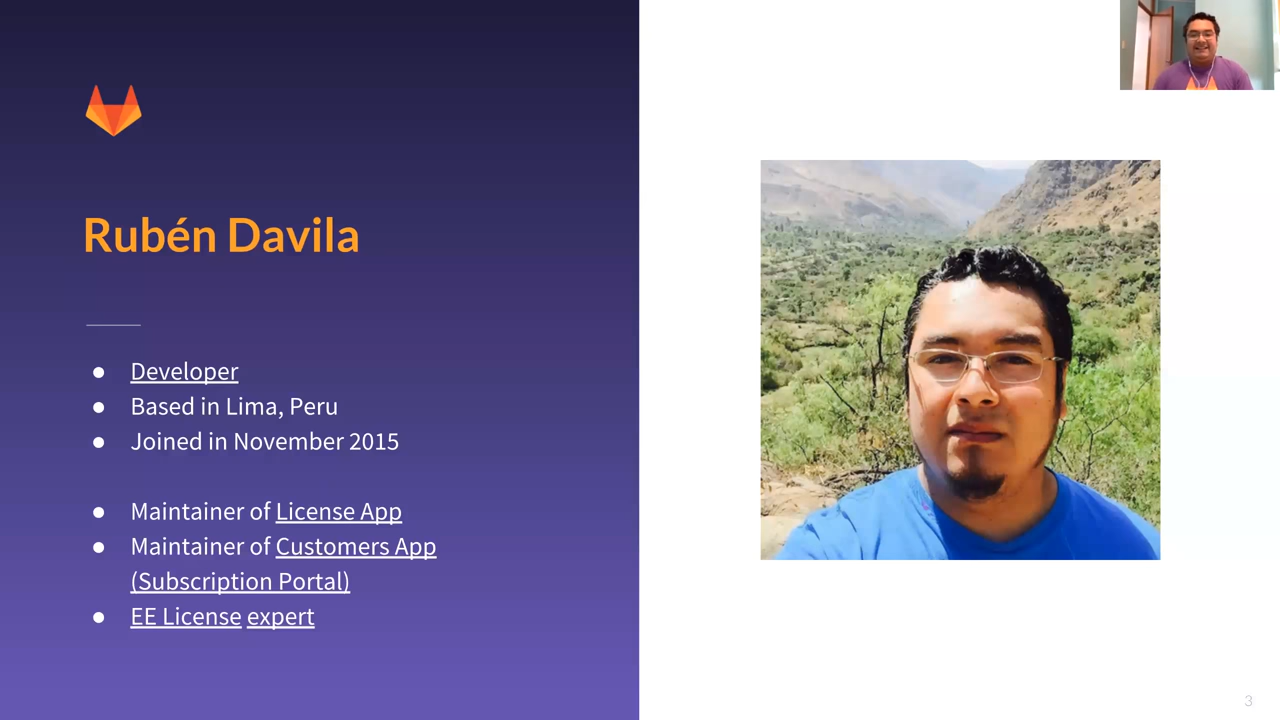 Rubén Davila
● Developer
● Based in Lima, Peru
● Joined in November 2015
● Maintainer of License App
● Maintainer of Customers App
(Subscription Portal)
● EE License expert
3